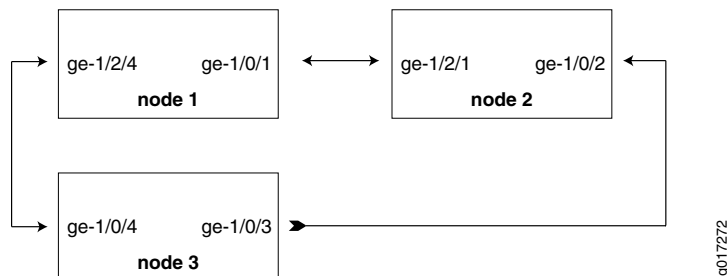 ge-1/2/4 ge-1/0/1
node 1
ge-1/2/1 ge-1/0/2
node 2
ge-1/0/4 ge-1/0/3
node 3
g017272